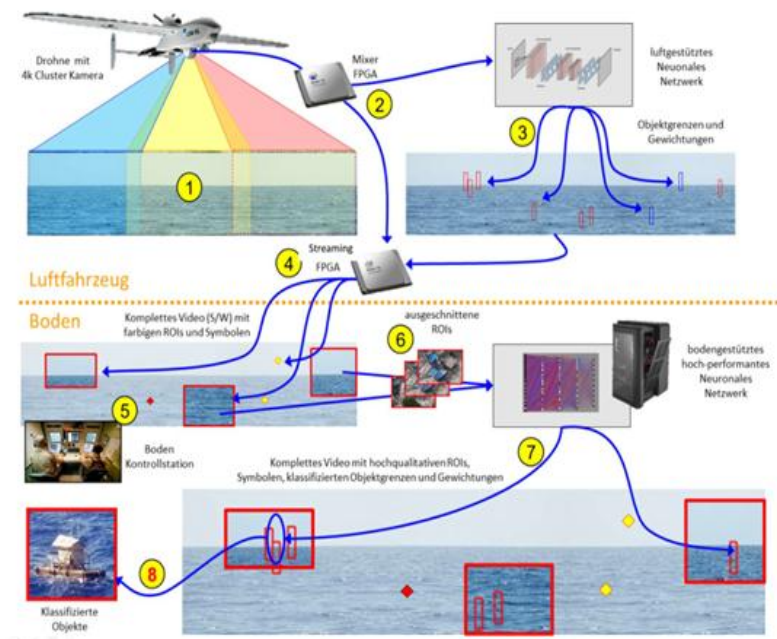 Drohne mit
4k Cluster Kamera
Mixer
FPGA
2
luftgestütztes
Neuonales
Netzwerk
1
3
Objektgrenzen und
Gewichtungen
4
Streaming
FPGA
Luftfahrzeug
Boden
Komplettes Video (S/W) mit
farbigen ROIs und Symbolen
6
ausgeschnittene
ROIs
bodengestütztes
hoch-performantes
Neuronales
Netzwerk
5
Boden
Kontrollstation
7
Komplettes Video mit hochqualitativen ROIs,
Symbolen, klassifizierten Objektgrenzen und Gewichtungen
8
Klassifizierte
Objekte